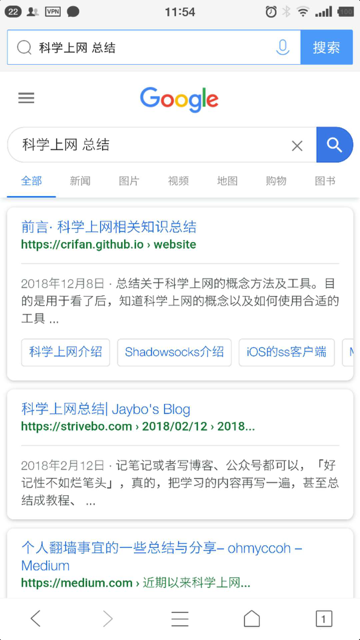 22 VPN 11:54
科学上网 总结 搜索
Google
科学上网 总结
全部 新闻 图片 视频 地图 购物 图书
前言· 科学上网相关知识总结
https://crifan.github.io › website
2018年12月8日 · 总结关于科学上网的概念方法及工具。目
的是用于看了后，知道科学上网的概念以及如何使用合适的
工具 ...
科学上网介绍 Shadowsocks介绍 iOS的ss客户端
科学上网总结| Jaybo's Blog
https://strivebo.com › 2018/02/12 › 2018...
2018年2月12日 · 记笔记或者写博客、公众号都可以，「好
记性不如烂笔头」，真的，把学习的内容再写一遍，甚至总
结成教程、 ...
个人翻墙事宜的一些总结与分享– ohmyccoh –
Medium
https://medium.com › 近期以来科学上网...
1